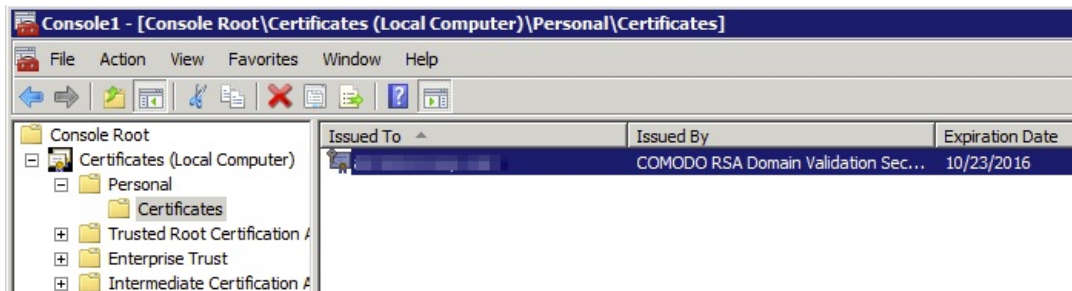 Console1 - [Console Root\Certificates (Local Computer)\Personal\Certificates]
File Action View Favorites Window Help
Console Root
Certificates (Local Computer)
Personal
Certificates
Trusted Root Certification A
Enterprise Trust
Intermediate Certification A
Issued To Issued By Expiration Date
COMODO RSA Domain Validation Sec... 10/23/2016